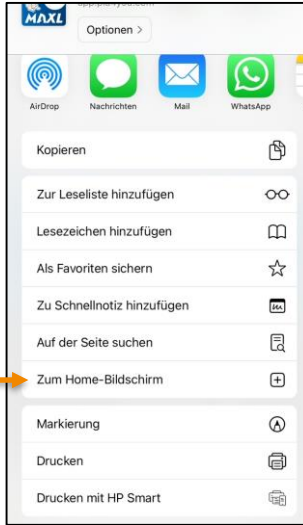 MAXL
Optionen >
AirDrop Nachrichten Mail WhatsApp
Kopieren
Zur Leseliste hinzufügen
Lesezeichen hinzufügen
Als Favoriten sichern
Zu Schnellnotiz hinzufügen
Auf der Seite suchen
Zum Home-Bildschirm
Markierung
Drucken
Drucken mit HP Smart